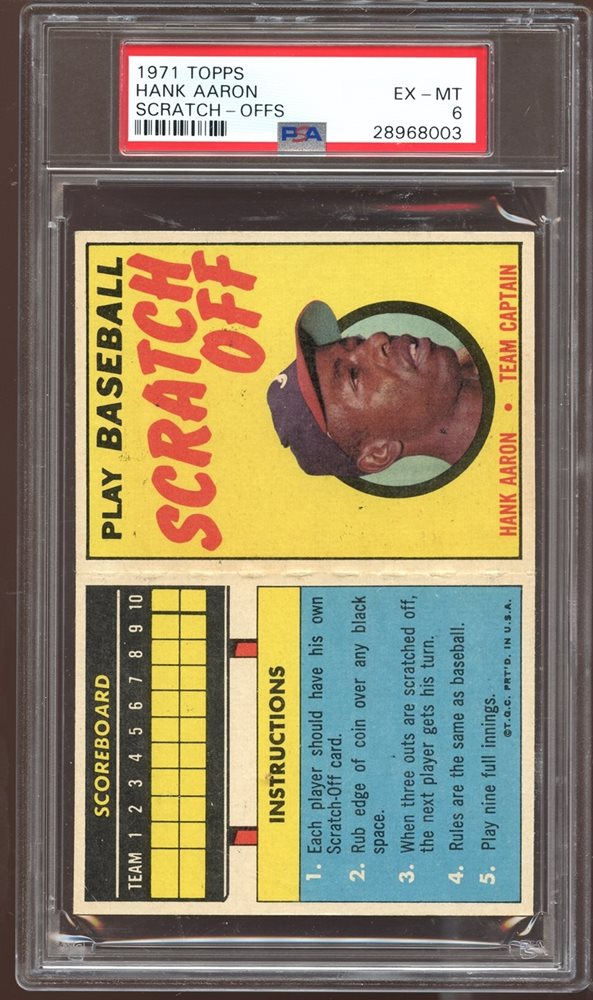 1971 TOPPS
HANK AARON
SCRATCH-OFFS
EX-MT
6
28968003
PSA
PLAY BASEBALL
SCRATCH
OFF
HANK AARON • TEAM CAPTAIN
SCOREBOARD
TEAM 1 2 3 4 5 6 7 8 9 10
INSTRUCTIONS
1. Each player should have his own
Scratch-Off card.
2. Rub edge of coin over any black
space.
3. When three outs are scratched off,
the next player gets his turn.
4. Rules are the same as baseball.
5. Play nine full innings.
©T.C.G. PRT'D. IN U.S.A.